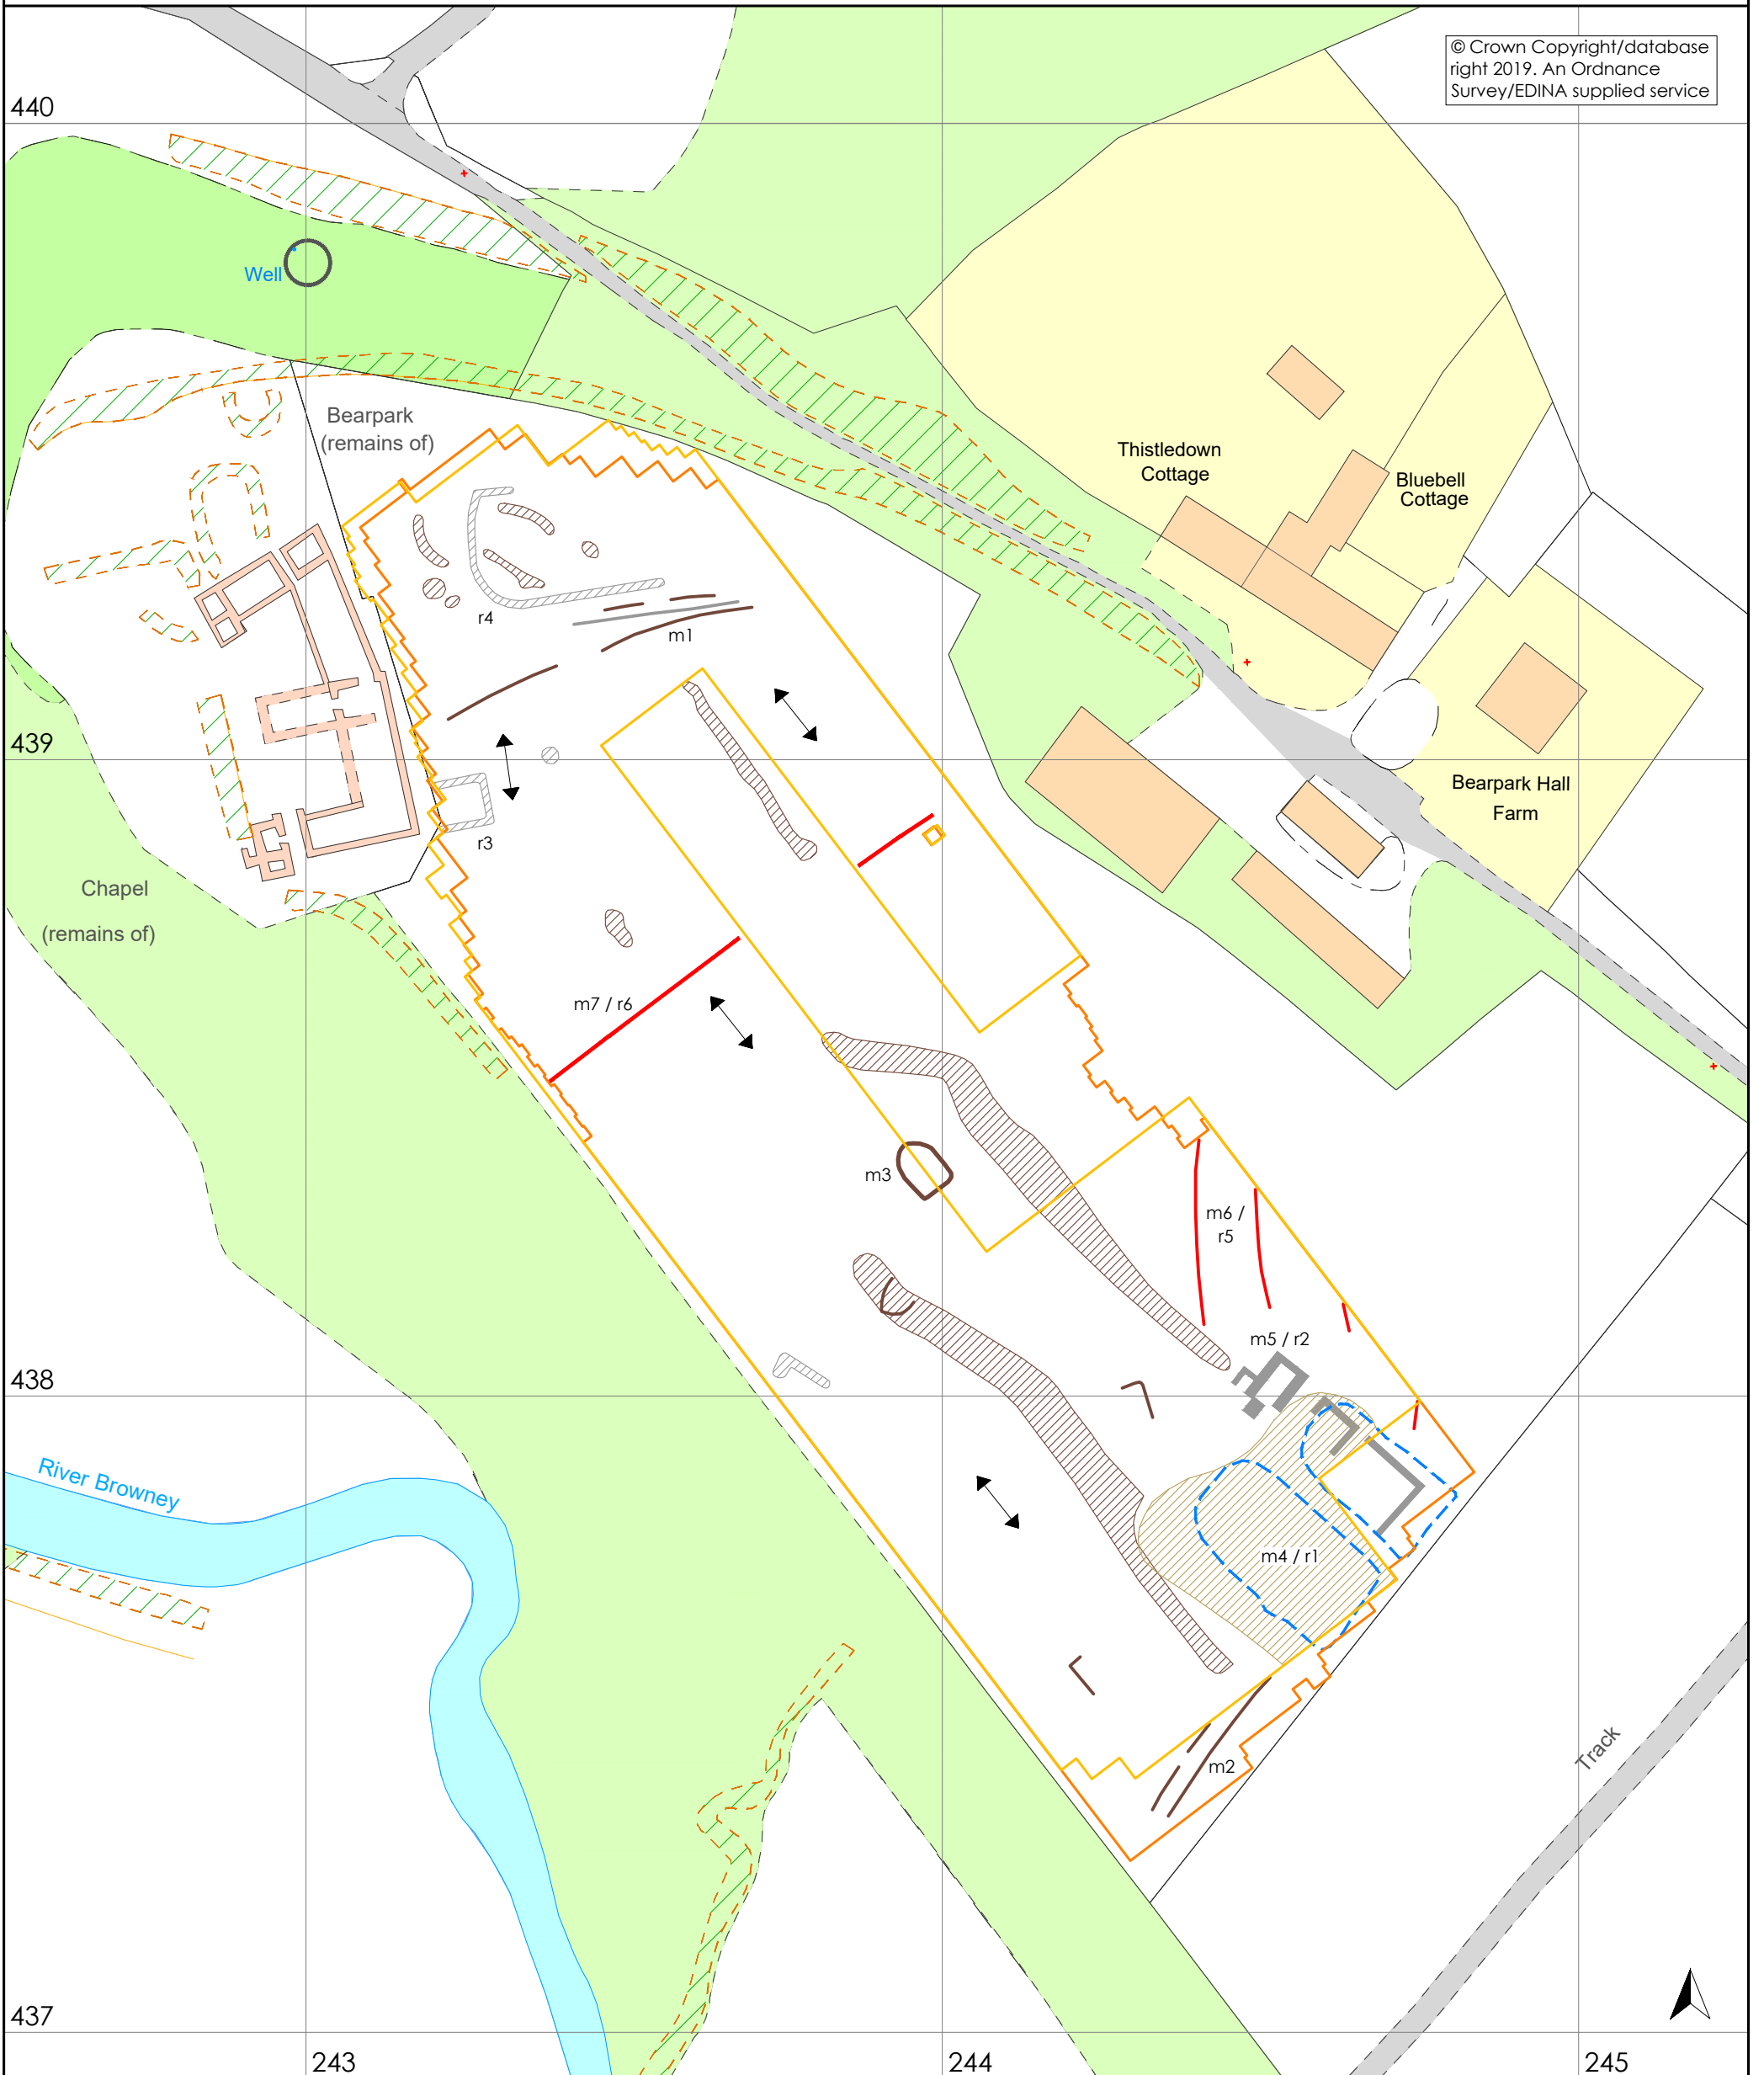 © Crown Copyright/database
right 2019. An Ordnance
Survey/EDINA supplied service
440
Well
Bearpark
(remains of)
Thistledown
Cottage
Bluebell
Cottage
r4
m1
439
Bearpark Hall
Farm
r3
Chapel
(remains of)
m7 / r6
m3
m6 /
r5
m5 / r2
438
River Browney
m4 / r1
Track
m2
437
243
244
245